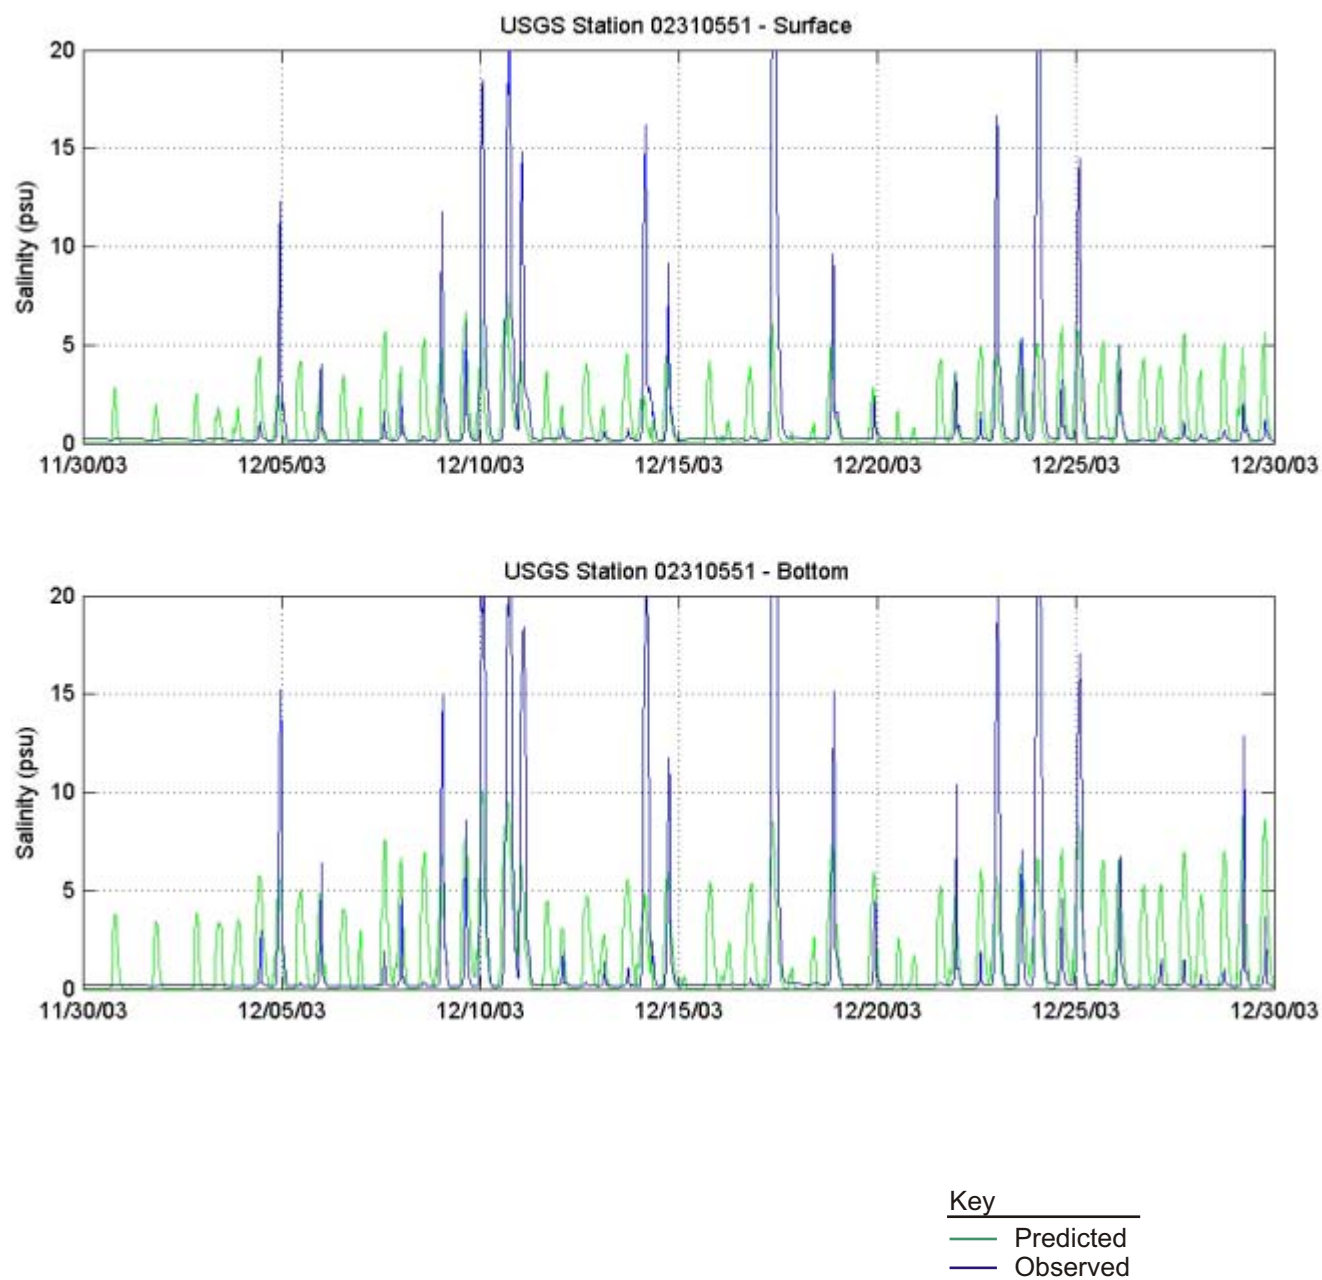 USGS Station 02310551 - Surface
20
15
10
5
0
Salinity (psu)
11/30/03 12/05/03 12/10/03 12/15/03 12/20/03 12/25/03 12/30/03
USGS Station 02310551 - Bottom
20
15
10
5
0
Salinity (psu)
11/30/03 12/05/03 12/10/03 12/15/03 12/20/03 12/25/03 12/30/03
Key
Predicted
Observed